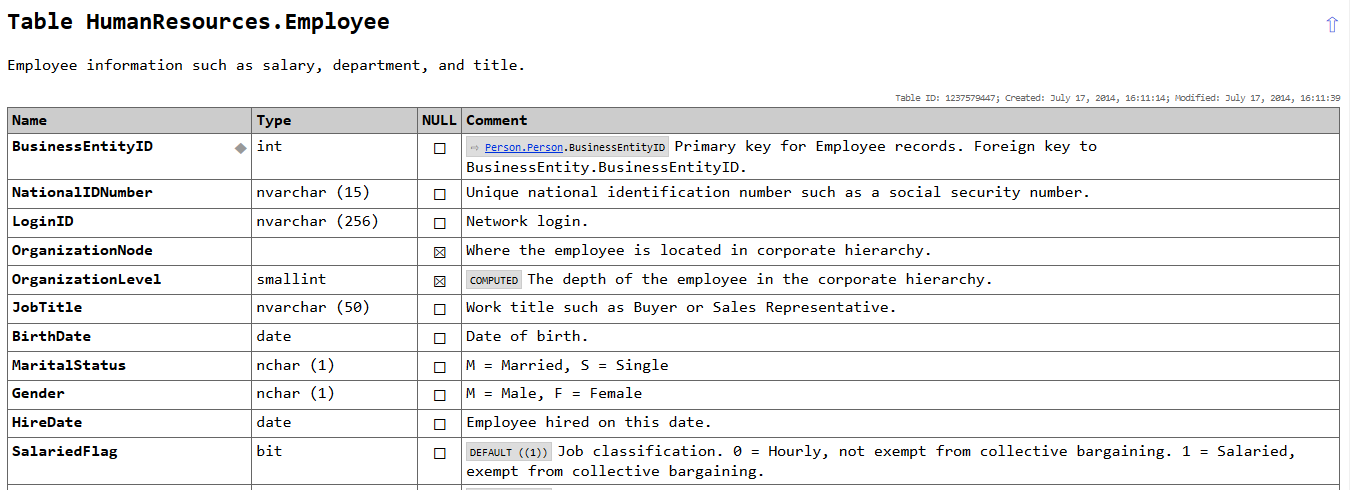 Table HumanResources.Employee
⇧
Employee information such as salary, department, and title.
Table ID: 1237579447; Created: July 17, 2014, 16:11:14; Modified: July 17, 2014, 16:11:39
Name Type NULL Comment
BusinessEntityID ◆ int ☐ ⇨ Person.Person.BusinessEntityID Primary key for Employee records. Foreign key to
BusinessEntity.BusinessEntityID.
NationalIDNumber nvarchar (15) ☐ Unique national identification number such as a social security number.
LoginID nvarchar (256) ☐ Network login.
OrganizationNode ☒ Where the employee is located in corporate hierarchy.
OrganizationLevel smallint ☒ COMPUTED The depth of the employee in the corporate hierarchy.
JobTitle nvarchar (50) ☐ Work title such as Buyer or Sales Representative.
BirthDate date ☐ Date of birth.
MaritalStatus nchar (1) ☐ M = Married, S = Single
Gender nchar (1) ☐ M = Male, F = Female
HireDate date ☐ Employee hired on this date.
SalariedFlag bit ☐ DEFAULT ((1)) Job classification. 0 = Hourly, not exempt from collective bargaining. 1 = Salaried,
exempt from collective bargaining.